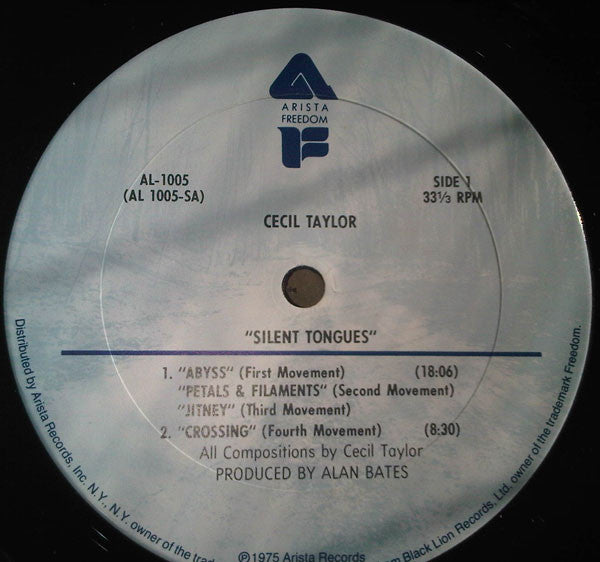 ARISTA
FREEDOM
F
AL-1005
(AL 1005-SA)
SIDE 1
33⅓ RPM
CECIL TAYLOR
"SILENT TONGUES"
1. "ABYSS" (First Movement) (18:06)
"PETALS & FILAMENTS" (Second Movement)
"JITNEY" (Third Movement)
2. "CROSSING" (Fourth Movement) (8:30)
All Compositions by Cecil Taylor
PRODUCED BY ALAN BATES
Distributed by Arista Records, Inc. N.Y., N.Y. owner of the
Ⓟ1975 Arista Records
Black Lion Records, Ltd. owner of the trademark Freedom.